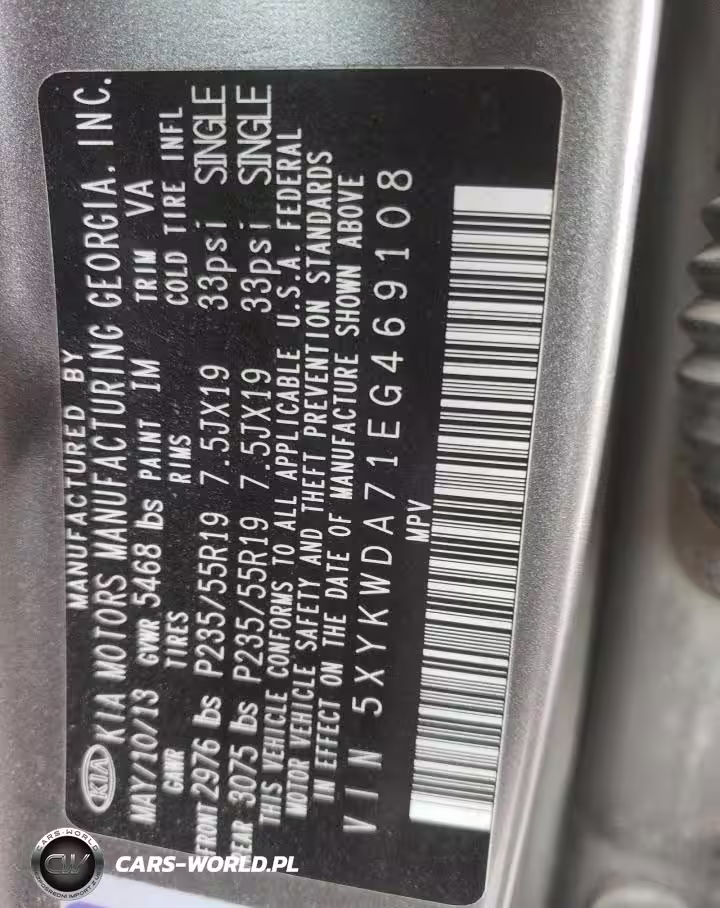 MANUFACTURED BY
KIA KIA MOTORS MANUFACTURING GEORGIA, INC.
MAY/10/13 GVWR 5468 lbs PAINT IM TRIM VA
GAWR TIRES RIMS COLD TIRE INFL
FRONT 2976 lbs P235/55R19 7.5JX19 33psi SINGLE
REAR 3075 lbs P235/55R19 7.5JX19 33psi SINGLE
THIS VEHICLE CONFORMS TO ALL APPLICABLE U.S.A. FEDERAL
MOTOR VEHICLE SAFETY AND THEFT PREVENTION STANDARDS
IN EFFECT ON THE DATE OF MANUFACTURE SHOWN ABOVE
VIN 5XYKWDA71EG469108
MPV
CARS-WORLD
CW
CARS-WORLD.PL